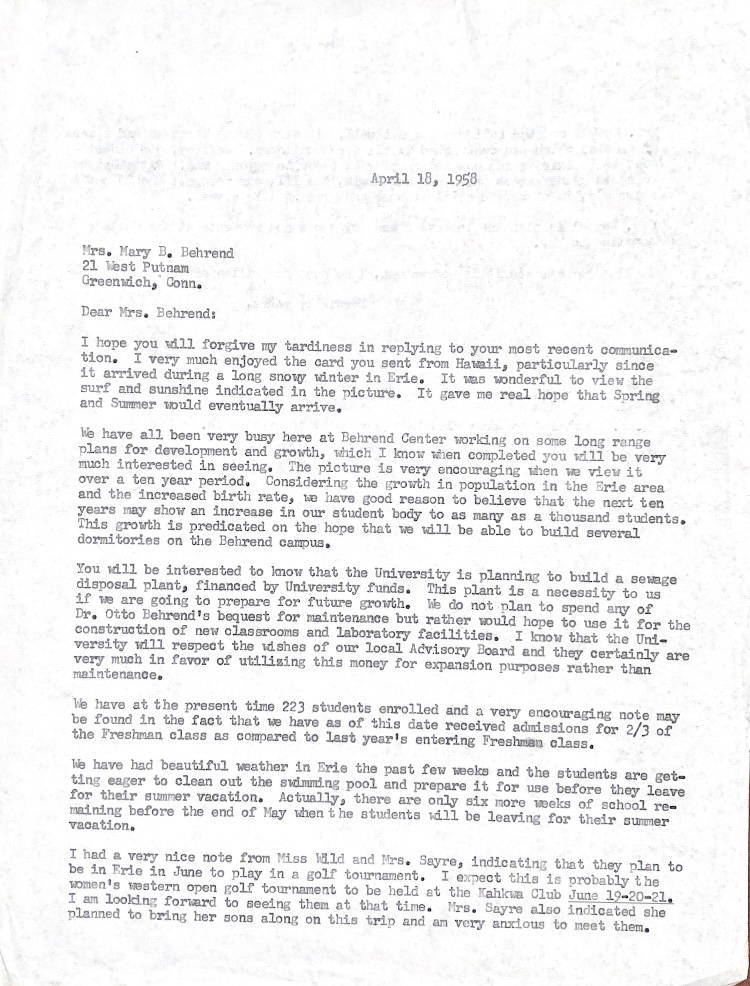 April 18, 1958
Mrs. Mary B. Behrend
21 West Putnam
Greenwich, Conn.
Dear Mrs. Behrend:
I hope you will forgive my tardiness in replying to your most recent communica-
tion. I very much enjoyed the card you sent from Hawaii, particularly since
it arrived during a long snowy winter in Erie. It was wonderful to view the
surf and sunshine indicated in the picture. It gave me real hope that Spring
and Summer would eventually arrive.
We have all been very busy here at Behrend Center working on some long range
plans for development and growth, which I know when completed you will be very
much interested in seeing. The picture is very encouraging when we view it
over a ten year period. Considering the growth in population in the Erie area
and the increased birth rate, we have good reason to believe that the next ten
years may show an increase in our student body to as many as a thousand students.
This growth is predicated on the hope that we will be able to build several
dormitories on the Behrend campus.
You will be interested to know that the University is planning to build a sewage
disposal plant, financed by University funds. This plant is a necessity to us
if we are going to prepare for future growth. We do not plan to spend any of
Dr. Otto Behrend's bequest for maintenance but rather would hope to use it for the
construction of new classrooms and laboratory facilities. I know that the Uni-
versity will respect the wishes of our local Advisory Board and they certainly are
very much in favor of utilizing this money for expansion purposes rather than
maintenance.
We have at the present time 223 students enrolled and a very encouraging note may
be found in the fact that we have as of this date received admissions for 2/3 of
the Freshman class as compared to last year's entering Freshman class.
We have had beautiful weather in Erie the past few weeks and the students are get-
ting eager to clean out the swimming pool and prepare it for use before they leave
for their summer vacation. Actually, there are only six more weeks of school re-
maining before the end of May when the students will be leaving for their summer
vacation.
I had a very nice note from Miss Wild and Mrs. Sayre, indicating that they plan to
be in Erie in June to play in a golf tournament. I expect this is probably the
women's western open golf tournament to be held at the Kahkwa Club June 19-20-21.
I am looking forward to seeing them at that time. Mrs. Sayre also indicated she
planned to bring her sons along on this trip and am very anxious to meet them.